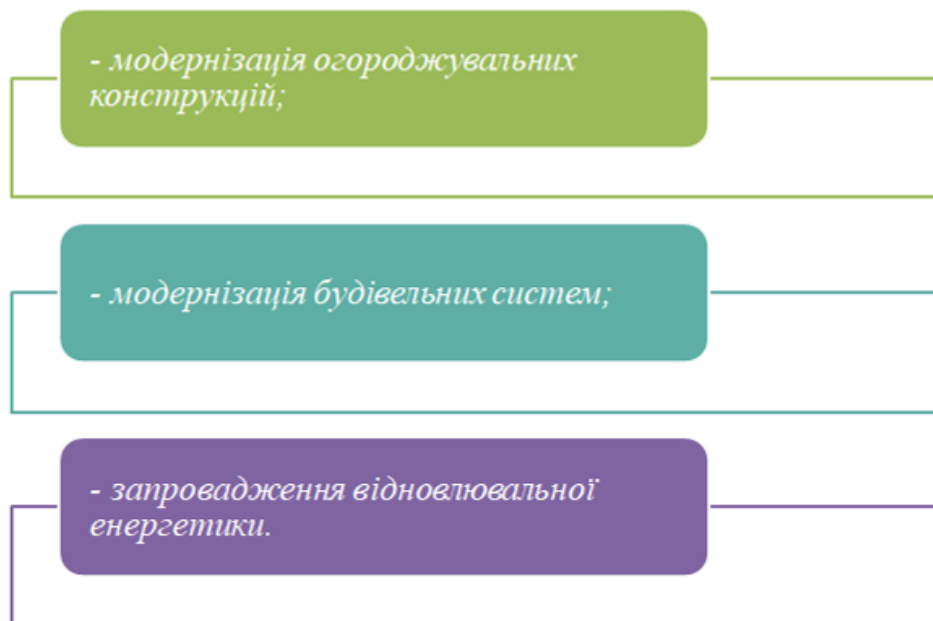 - модернізація огороджувальних
конструкцій;
- модернізація будівельних систем;
- запровадження відновлювальної
енергетики.